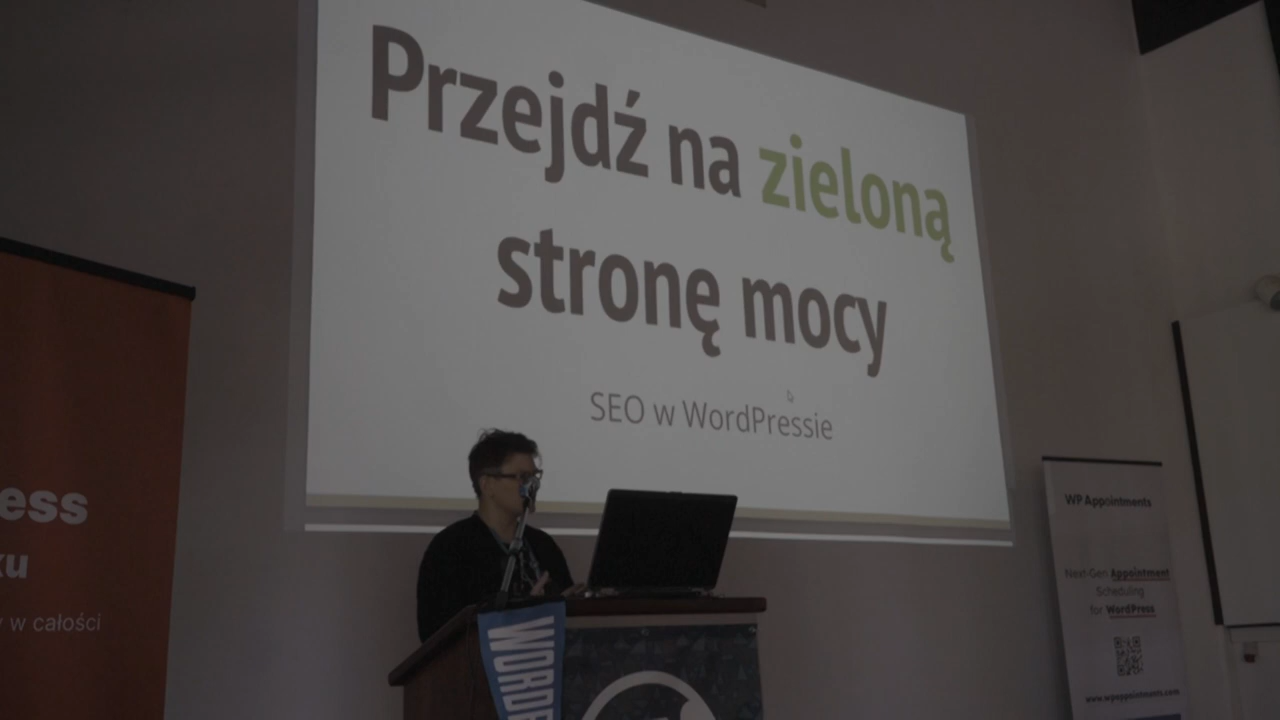 Przejdź na zieloną
stronę mocy
SEO w WordPressie
ess
ku
w całości
WP Appointments
Next-Gen Appointment
Scheduling
for WordPress
www.wpappointments.com
WORDP